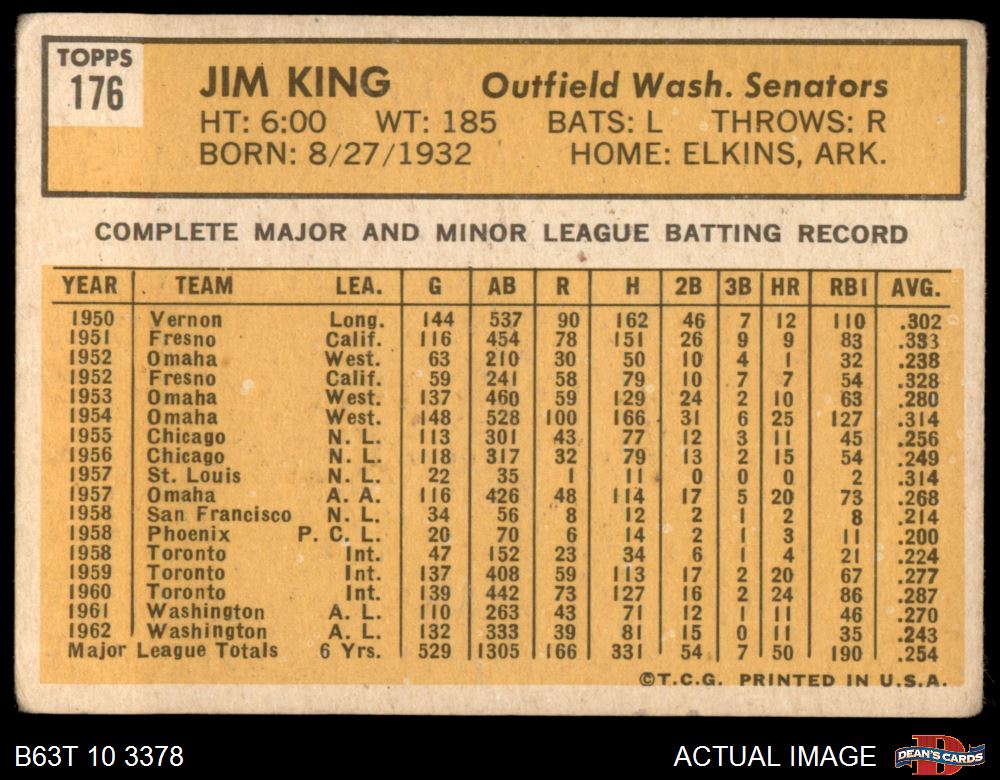 TOPPS
176
JIM KING Outfield Wash. Senators
HT: 6:00 WT: 185 BATS: L THROWS: R
BORN: 8/27/1932 HOME: ELKINS, ARK.
COMPLETE MAJOR AND MINOR LEAGUE BATTING RECORD
YEAR TEAM LEA. G AB R H 2B 3B HR RBI AVG.
1950 Vernon Long. 144 537 90 162 46 7 12 110 .302
1951 Fresno Calif. 116 454 78 151 26 9 9 83 .333
1952 Omaha West. 63 210 30 50 10 4 1 32 .238
1952 Fresno Calif. 59 241 58 79 10 7 7 54 .328
1953 Omaha West. 137 460 59 129 24 2 10 63 .280
1954 Omaha West. 148 528 100 166 31 6 25 127 .314
1955 Chicago N. L. 113 301 43 77 12 3 11 45 .256
1956 Chicago N. L. 118 317 32 79 13 2 15 54 .249
1957 St. Louis N. L. 22 35 1 11 0 0 0 2 .314
1957 Omaha A. A. 116 426 48 114 17 5 20 73 .268
1958 San Francisco N. L. 34 56 8 12 2 1 2 8 .214
1958 Phoenix P. C. L. 20 70 6 14 2 1 3 11 .200
1958 Toronto Int. 47 152 23 34 6 1 4 21 .224
1959 Toronto Int. 137 408 59 113 17 2 20 67 .277
1960 Toronto Int. 139 442 73 127 16 2 24 86 .287
1961 Washington A. L. 110 263 43 71 12 1 11 46 .270
1962 Washington A. L. 132 333 39 81 15 0 11 35 .243
Major League Totals 6 Yrs. 529 1305 166 331 54 7 50 190 .254
©T.C.G. PRINTED IN U.S.A.
B63T 10 3378 ACTUAL IMAGE DEAN'S CARDS